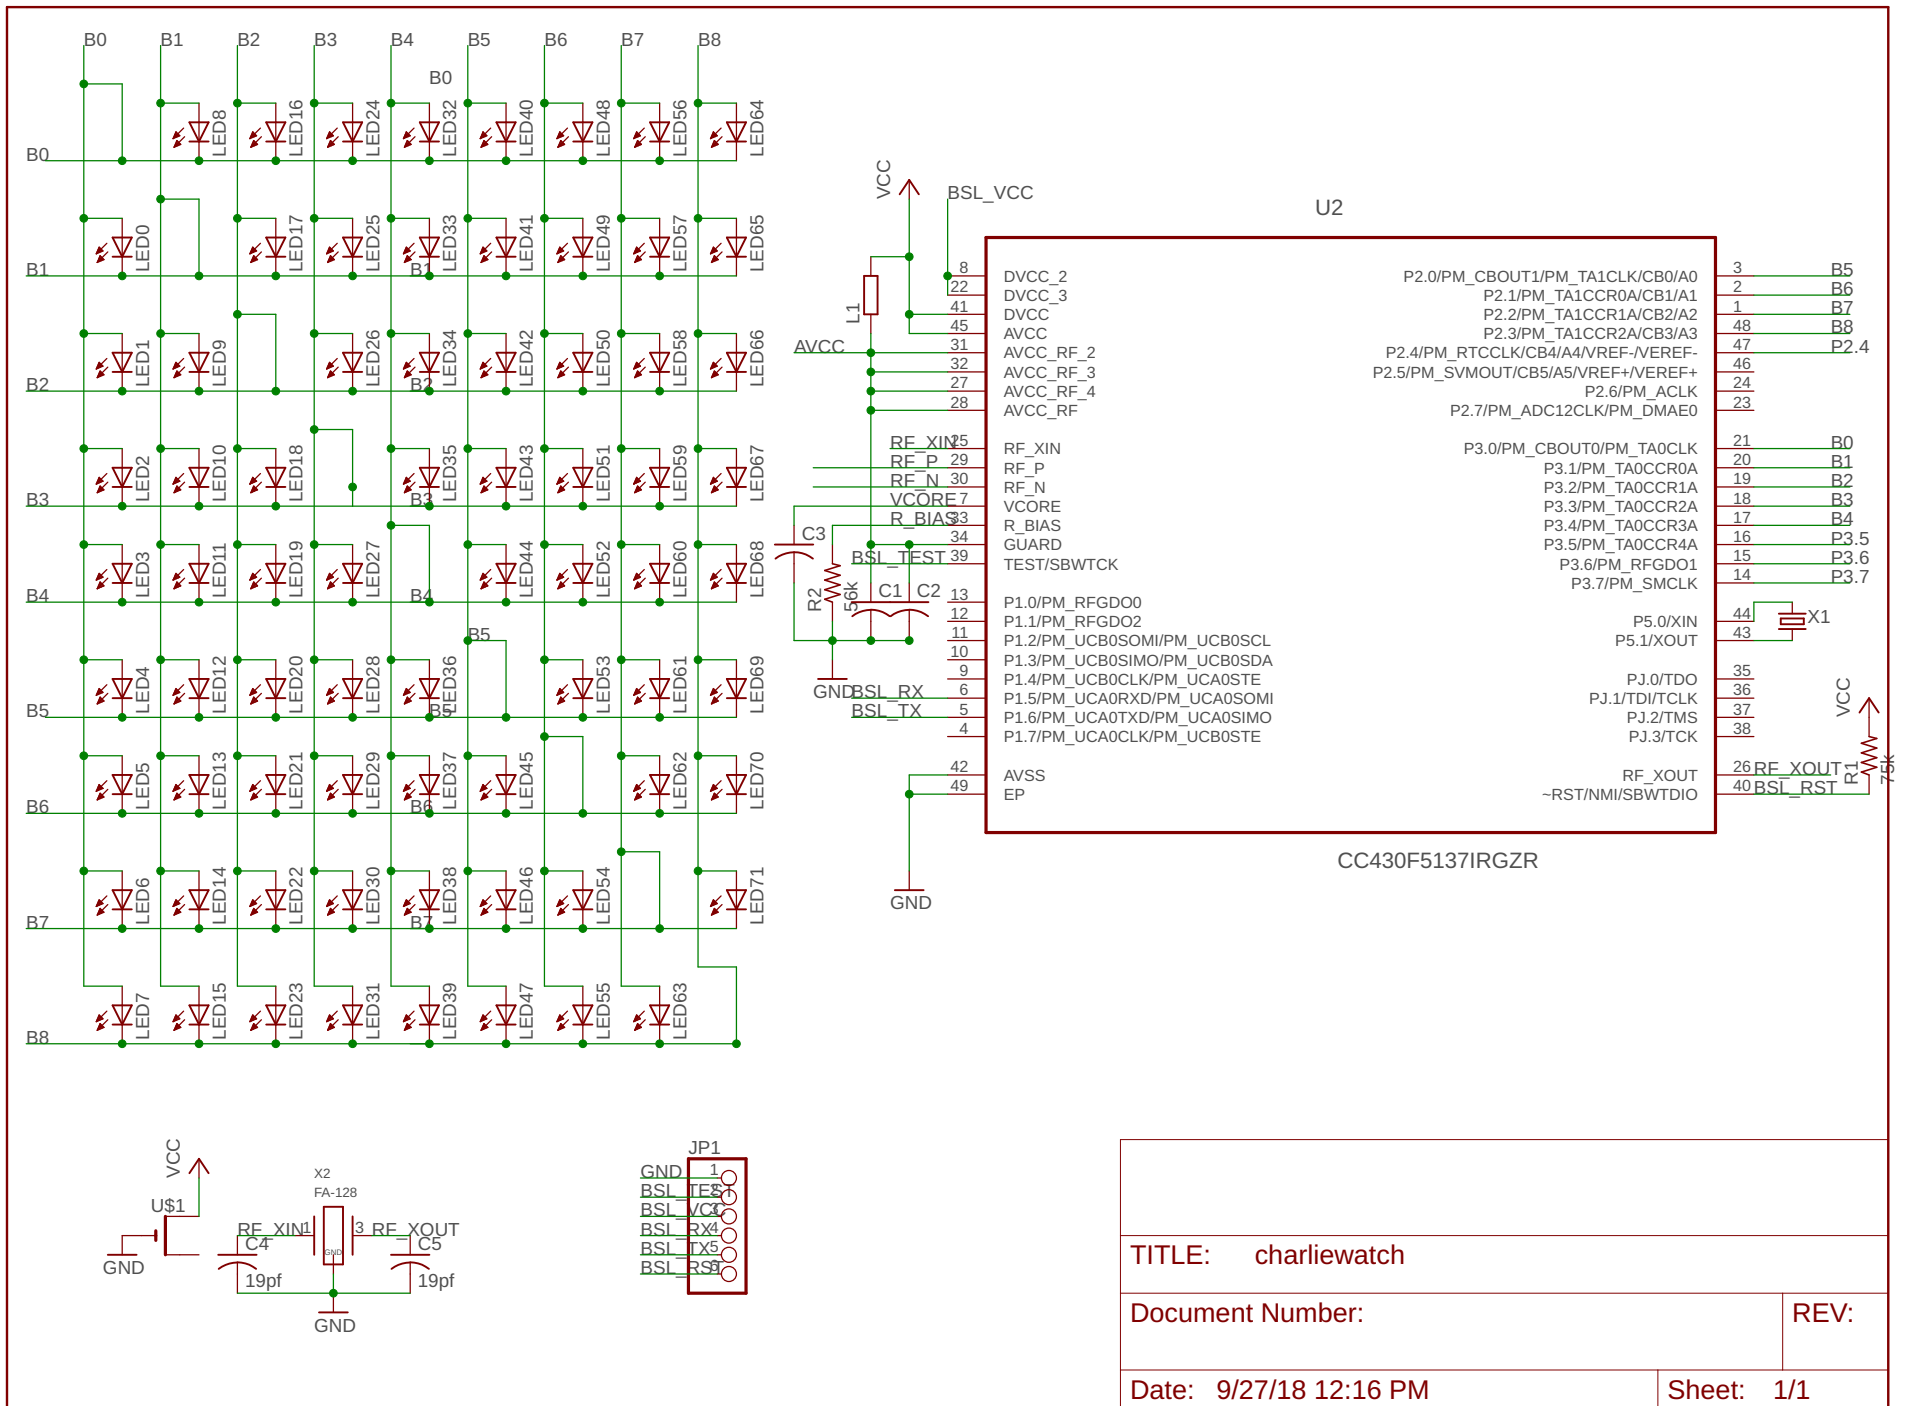 B0 B1 B2 B3 B4 B5 B6 B7 B8
B0
LED8 LED16 LED24 LED32 LED40 LED48 LED56 LED64
B0
LED0 LED17 LED25 LED33 LED41 LED49 LED57 LED65
B1 B1
LED1 LED9 LED26 LED34 LED42 LED50 LED58 LED66
B2 B2
LED2 LED10 LED18 LED35 LED43 LED51 LED59 LED67
B3 B3
LED3 LED11 LED19 LED27 LED44 LED52 LED60 LED68
B4 B4
B5
LED4 LED12 LED20 LED28 LED36 LED53 LED61 LED69
B5 B5
LED5 LED13 LED21 LED29 LED37 LED45 LED62 LED70
B6 B6
LED6 LED14 LED22 LED30 LED38 LED46 LED54 LED71
B7 B7
LED7 LED15 LED23 LED31 LED39 LED47 LED55 LED63
B8
VCC
BSL_VCC
U2
L1
AVCC
8 DVCC_2
22 DVCC_3
41 DVCC
45 AVCC
31 AVCC_RF_2
32 AVCC_RF_3
27 AVCC_RF_4
28 AVCC_RF
RF_XIN 25 RF_XIN
RF_P 29 RF_P
RF_N 30 RF_N
VCORE 7 VCORE
R_BIAS 33 R_BIAS
34 GUARD
BSL_TEST 39 TEST/SBWTCK
13 P1.0/PM_RFGDO0
12 P1.1/PM_RFGDO2
11 P1.2/PM_UCB0SOMI/PM_UCB0SCL
10 P1.3/PM_UCB0SIMO/PM_UCB0SDA
9 P1.4/PM_UCB0CLK/PM_UCA0STE
BSL_RX 6 P1.5/PM_UCA0RXD/PM_UCA0SOMI
BSL_TX 5 P1.6/PM_UCA0TXD/PM_UCA0SIMO
4 P1.7/PM_UCA0CLK/PM_UCB0STE
42 AVSS
49 EP
C3
R2 56k
C1 C2
GND
GND
P2.0/PM_CBOUT1/PM_TA1CLK/CB0/A0 3 B5
P2.1/PM_TA1CCR0A/CB1/A1 2 B6
P2.2/PM_TA1CCR1A/CB2/A2 1 B7
P2.3/PM_TA1CCR2A/CB3/A3 48 B8
P2.4/PM_RTCCLK/CB4/A4/VREF-/VEREF- 47 P2.4
P2.5/PM_SVMOUT/CB5/A5/VREF+/VEREF+ 46
P2.6/PM_ACLK 24
P2.7/PM_ADC12CLK/PM_DMAE0 23
P3.0/PM_CBOUT0/PM_TA0CLK 21 B0
P3.1/PM_TA0CCR0A 20 B1
P3.2/PM_TA0CCR1A 19 B2
P3.3/PM_TA0CCR2A 18 B3
P3.4/PM_TA0CCR3A 17 B4
P3.5/PM_TA0CCR4A 16 P3.5
P3.6/PM_RFGDO1 15 P3.6
P3.7/PM_SMCLK 14 P3.7
P5.0/XIN 44
P5.1/XOUT 43
X1
PJ.0/TDO 35
PJ.1/TDI/TCLK 36
PJ.2/TMS 37
PJ.3/TCK 38
RF_XOUT 26 RF_XOUT
~RST/NMI/SBWTDIO 40 BSL_RST
VCC
R1 75k
CC430F5137IRGZR
VCC
U$1
GND
X2
FA-128
RF_XIN 1 3 RF_XOUT
GND
C4 C5
19pf 19pf
GND
JP1
GND 1
BSL_TEST 2
BSL_VCC 3
BSL_RX 4
BSL_TX 5
BSL_RST 6
TITLE: charliewatch
Document Number: REV:
Date: 9/27/18 12:16 PM Sheet: 1/1